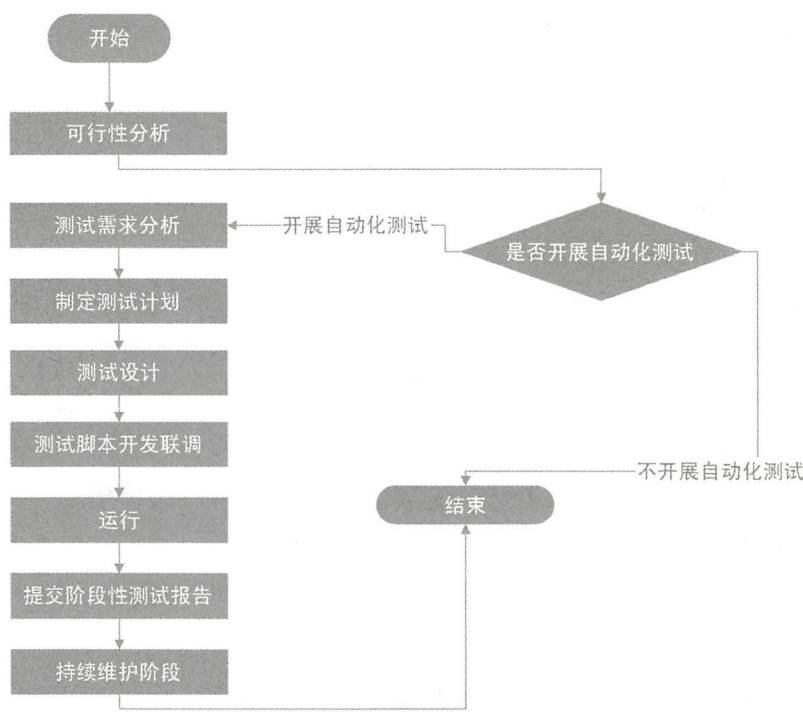 开始
可行性分析
测试需求分析
开展自动化测试
是否开展自动化测试
制定测试计划
测试设计
测试脚本开发联调
不开展自动化测试
运行
结束
提交阶段性测试报告
持续维护阶段